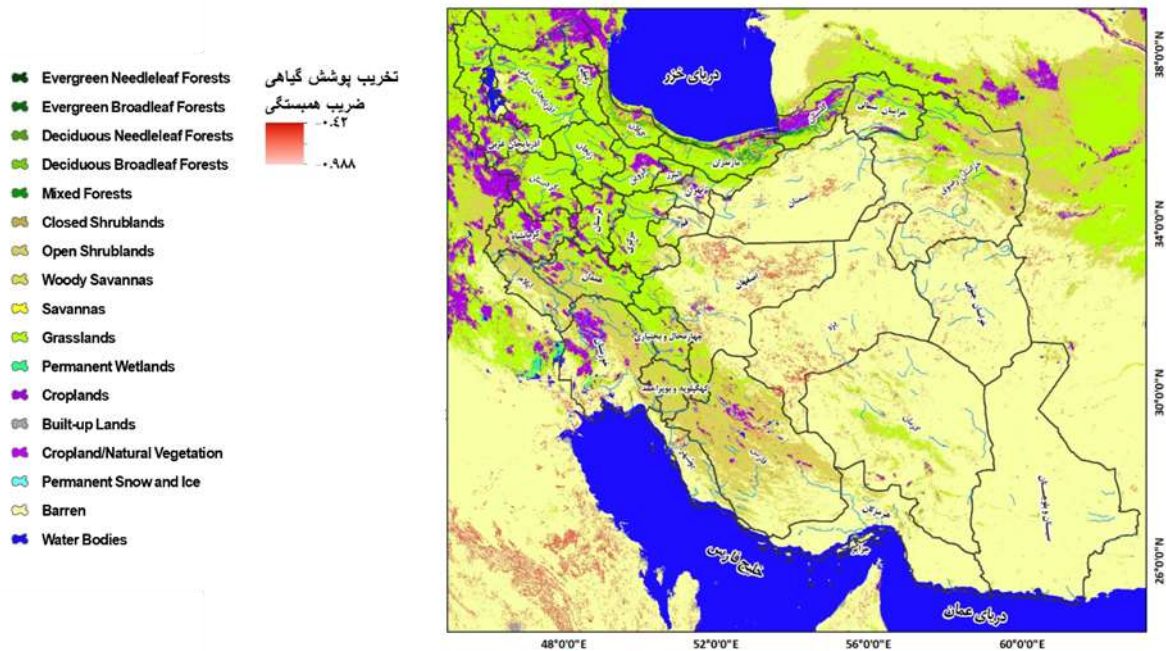 Evergreen Needleleaf Forests
Evergreen Broadleaf Forests
Deciduous Needleleaf Forests
Deciduous Broadleaf Forests
Mixed Forests
Closed Shrublands
Open Shrublands
Woody Savannas
Savannas
Grasslands
Permanent Wetlands
Croplands
Built-up Lands
Cropland/Natural Vegetation
Permanent Snow and Ice
Barren
Water Bodies
تخریب پوشش گیاهی
ضریب همبستگی
-۰.٤٢
-۰.۹۸۸
دریای خزر
آذربایجان غربی
گیلان
زنجان
کردستان
قزوین
البرز
تهران
مازندران
گلستان
خراسان شمالی
خراسان رضوی
سمنان
قم
مرکزی
کرمانشاه
همدان
ایلام
اصفهان
یزد
خراسان جنوبی
چهارمحال و بختیاری
خوزستان
کهگیلویه و بویراحمد
فارس
بوشهر
کرمان
هرمزگان
سیستان و بلوچستان
خلیج فارس
دریای عمان
38°0'0"N
34°0'0"N
30°0'0"N
26°0'0"N
48°0'0"E
52°0'0"E
56°0'0"E
60°0'0"E